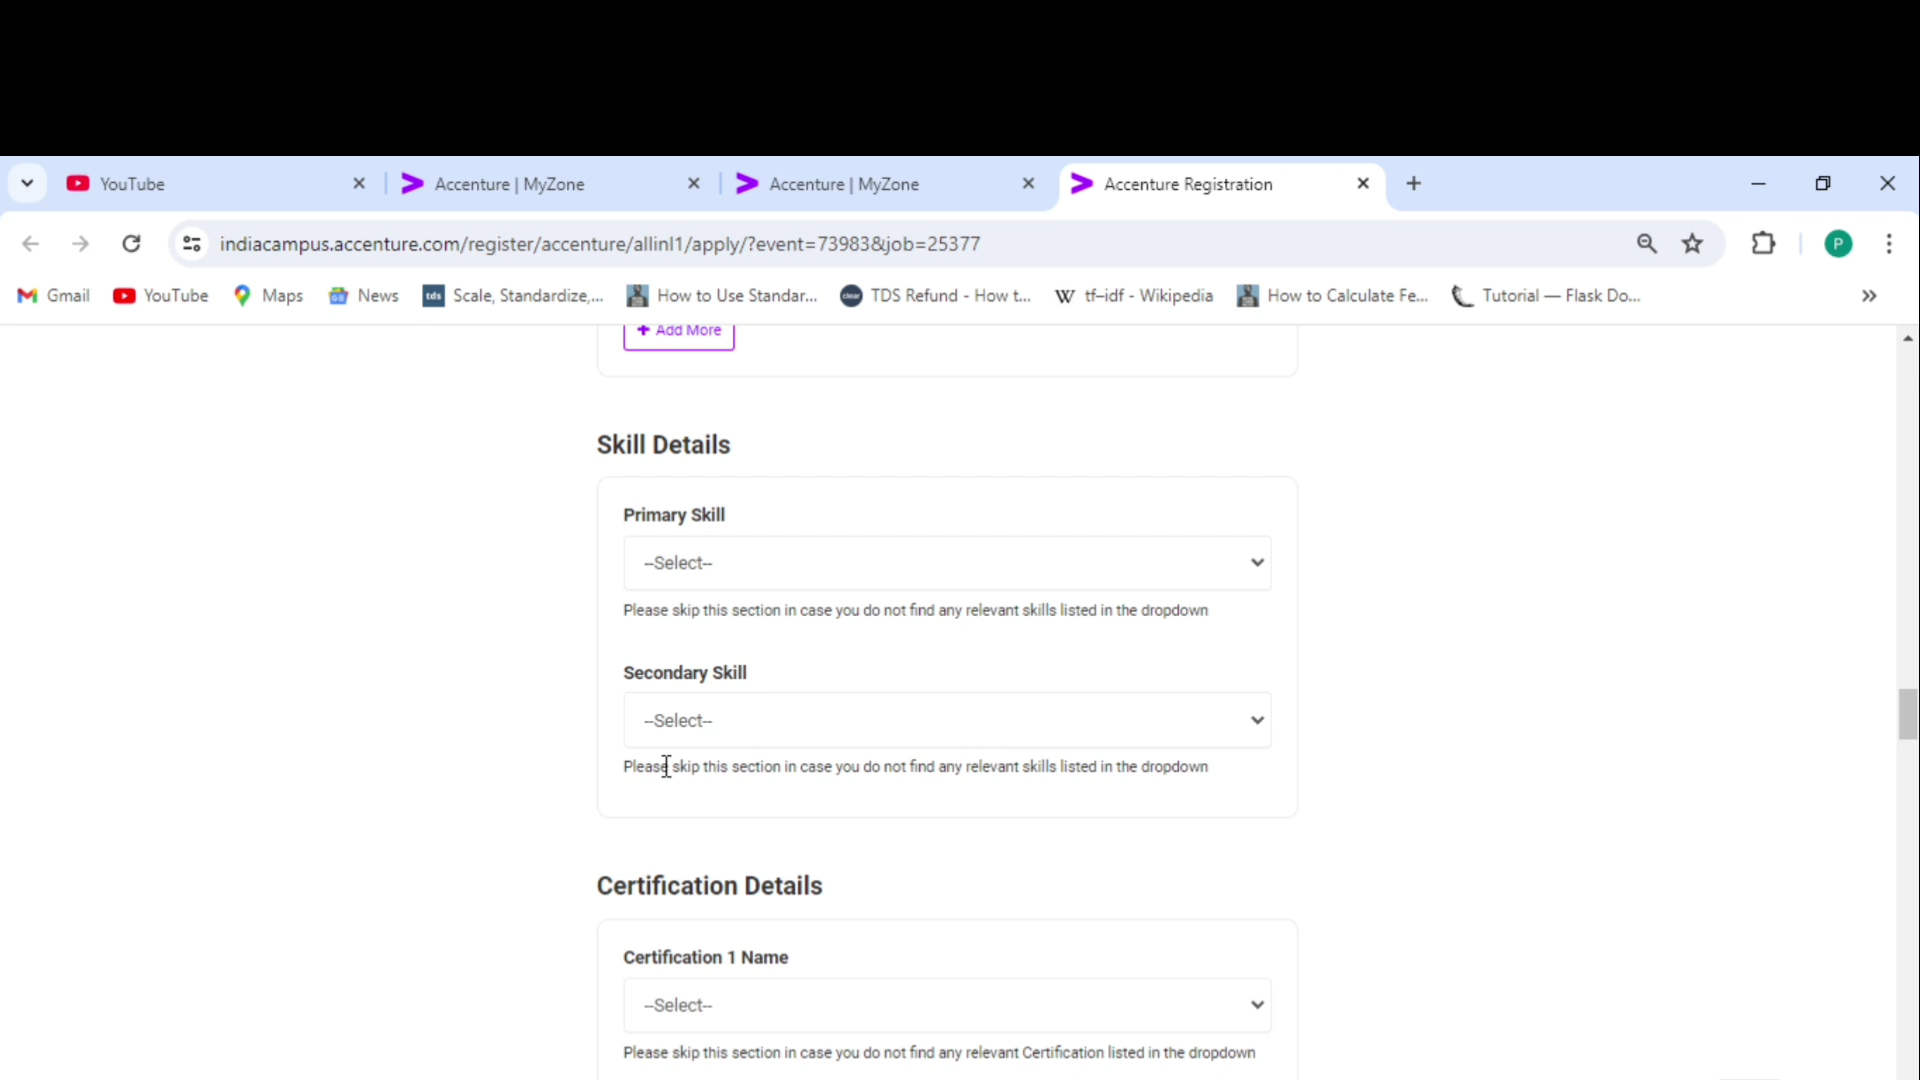 YouTube
Accenture | MyZone
Accenture | MyZone
Accenture Registration
indiacampus.accenture.com/register/accenture/allinl1/apply/?event=73983&job=25377
P
Gmail
YouTube
Maps
News
tds Scale, Standardize,...
How to Use Standar...
clear TDS Refund - How t...
W tf–idf - Wikipedia
How to Calculate Fe...
Tutorial — Flask Do...
+ Add More
Skill Details
Primary Skill
--Select--
Please skip this section in case you do not find any relevant skills listed in the dropdown
Secondary Skill
--Select--
Please skip this section in case you do not find any relevant skills listed in the dropdown
Certification Details
Certification 1 Name
--Select--
Please skip this section in case you do not find any relevant Certification listed in the dropdown